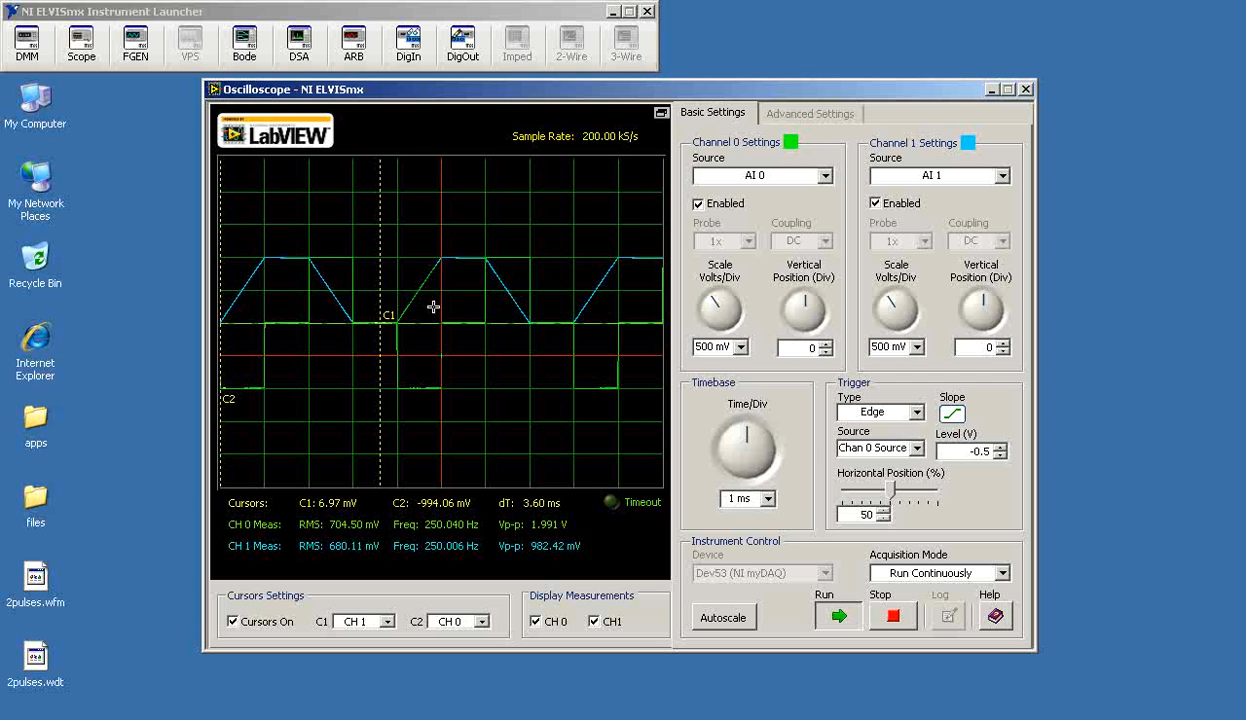 NI ELVISmx Instrument Launcher
DMM Scope FGEN VPS Bode DSA ARB DigIn DigOut Imped 2-Wire 3-Wire
My Computer
My Network
Places
Recycle Bin
Internet
Explorer
apps
files
2pulses.wfm
2pulses.wdt
Oscilloscope - NI ELVISmx
POWERED BY
LabVIEW
Sample Rate: 200.00 kS/s
C1
C2
Cursors: C1: 6.97 mV C2: -994.06 mV dT: 3.60 ms Timeout
CH 0 Meas: RMS: 704.50 mV Freq: 250.040 Hz Vp-p: 1.991 V
CH 1 Meas: RMS: 680.11 mV Freq: 250.006 Hz Vp-p: 982.42 mV
Cursors Settings
Cursors On C1 CH 1 C2 CH 0
Display Measurements
CH 0 CH1
Basic Settings Advanced Settings
Channel 0 Settings
Source
AI 0
Enabled
Probe Coupling
1x DC
Scale
Volts/Div
Vertical
Position (Div)
500 mV 0
Channel 1 Settings
Source
AI 1
Enabled
Probe Coupling
1x DC
Scale
Volts/Div
Vertical
Position (Div)
500 mV 0
Timebase
Time/Div
1 ms
Trigger
Type Slope
Edge
Source Level (V)
Chan 0 Source -0.5
Horizontal Position (%)
50
Instrument Control
Device Acquisition Mode
Dev53 (NI myDAQ) Run Continuously
Run Stop Log Help
Autoscale